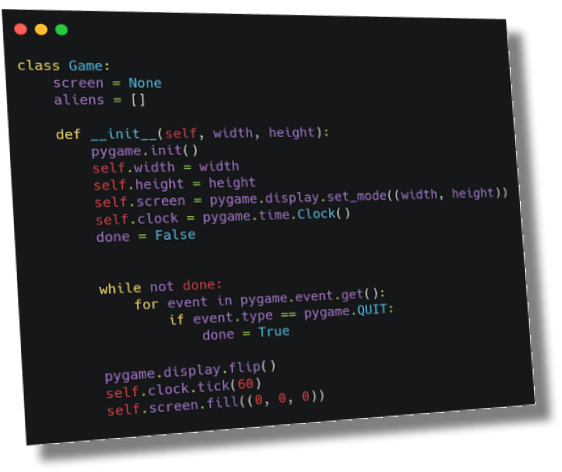 class Game:
    screen = None
    aliens = []

    def __init__(self, width, height):
        pygame.init()
        self.width = width
        self.height = height
        self.screen = pygame.display.set_mode((width, height))
        self.clock = pygame.time.Clock()
        done = False


        while not done:
            for event in pygame.event.get():
                if event.type == pygame.QUIT:
                    done = True

        pygame.display.flip()
        self.clock.tick(60)
        self.screen.fill((0, 0, 0))